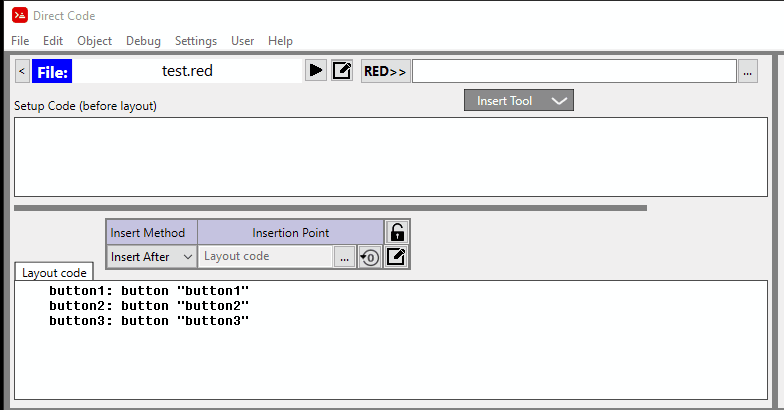 Direct Code
File Edit Object Debug Settings User Help
< File: test.red RED>> ...
Insert Tool
Setup Code (before layout)
Insert Method Insertion Point
Insert After Layout code ... 0
Layout code
button1: button "button1"
button2: button "button2"
button3: button "button3"